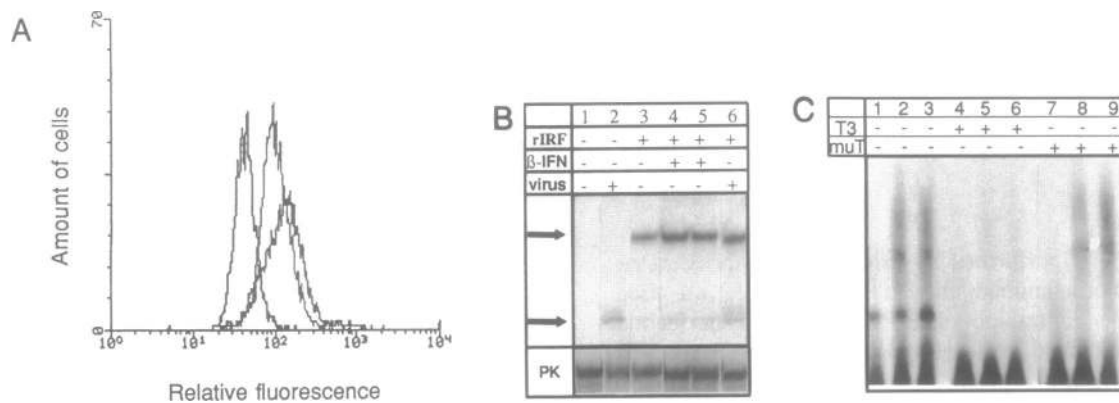 A
70
Amount of cells
0
10⁰ 10¹ 10² 10³ 10⁴
Relative fluorescence
B
1 2 3 4 5 6
rIRF - - + + + +
β-IFN - - - + + -
virus - + - - - +
PK
C
1 2 3 4 5 6 7 8 9
T3 - - - + + + - - -
muT - - - - - - + + +